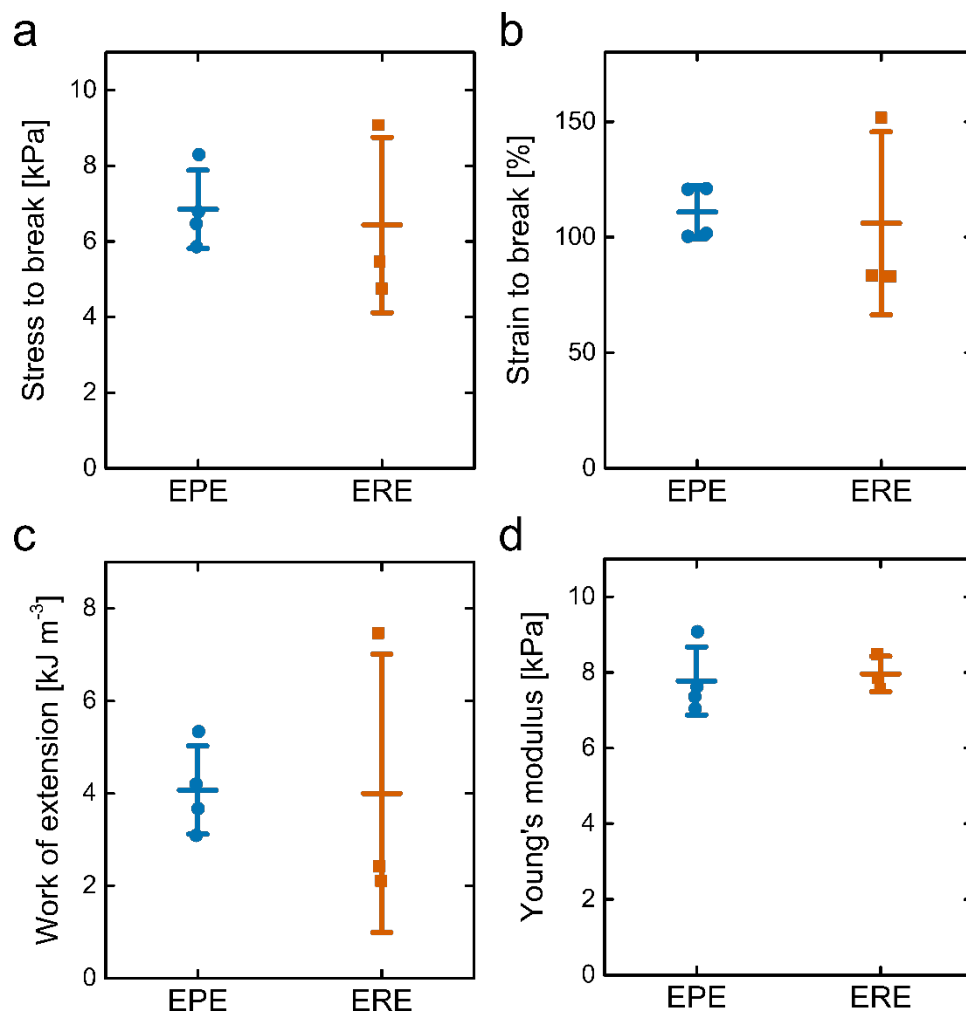 a
Stress to break [kPa]
10
8
6
4
2
0
EPE ERE
b
Strain to break [%]
150
100
50
0
EPE ERE
c
Work of extension [kJ m⁻³]
8
6
4
2
0
EPE ERE
d
Young's modulus [kPa]
10
8
6
4
2
0
EPE ERE